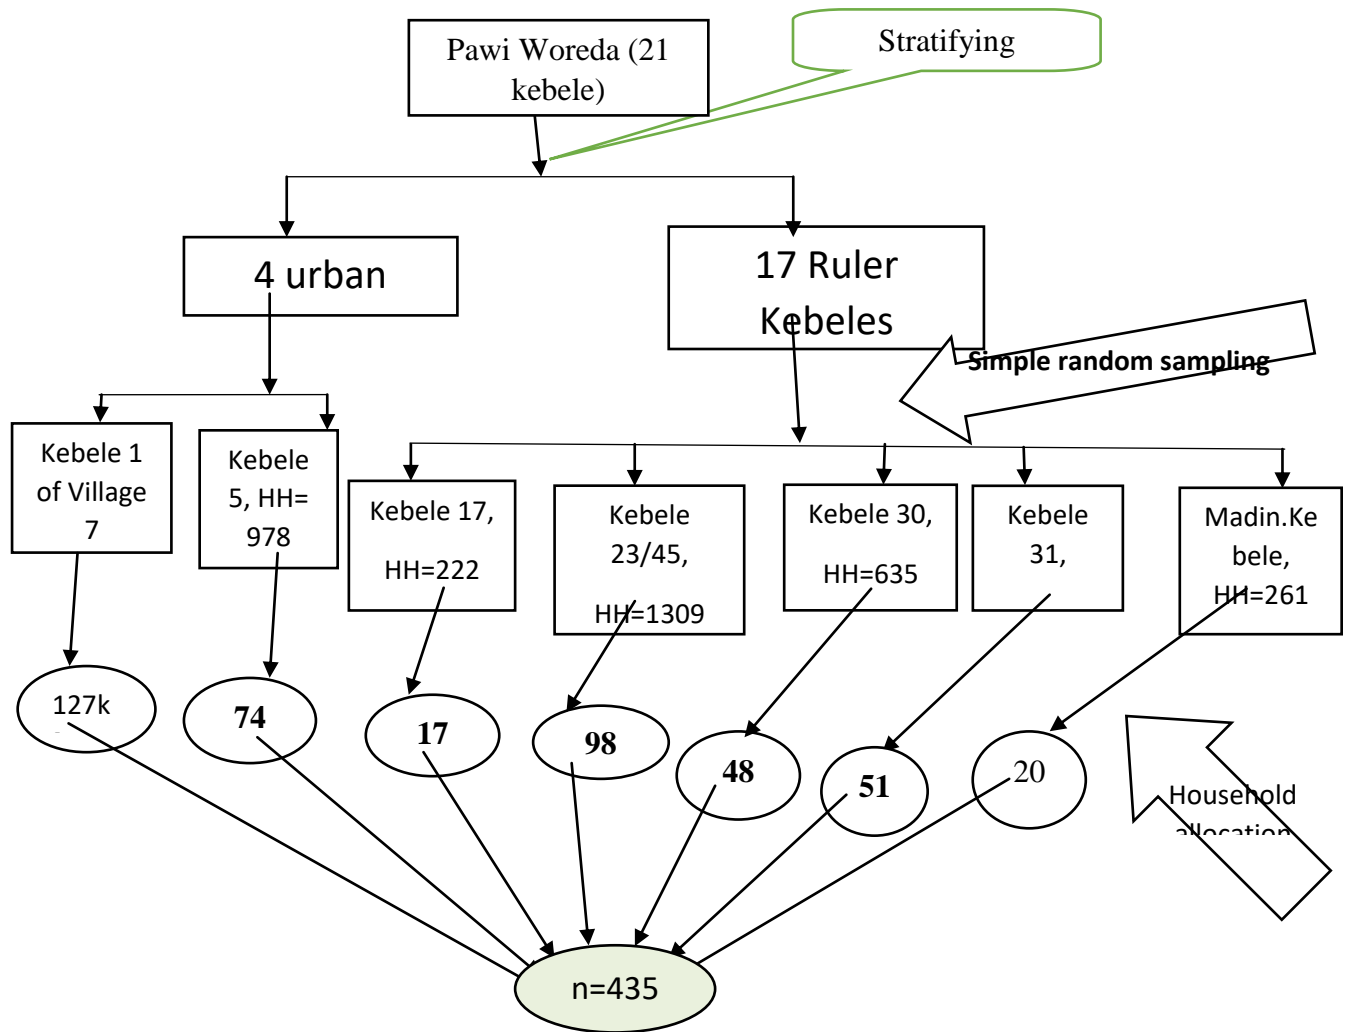 Pawi Woreda (21
kebele)
Stratifying
4 urban
17 Ruler
Kebeles
Simple random sampling
Kebele 1
of Village
7
Kebele
5, HH=
978
Kebele 17,
HH=222
Kebele
23/45,
HH=1309
Kebele 30,
HH=635
Kebele
31,
Madin.Ke
bele,
HH=261
127k
74
17
98
48
51
20
Household
allocation
n=435